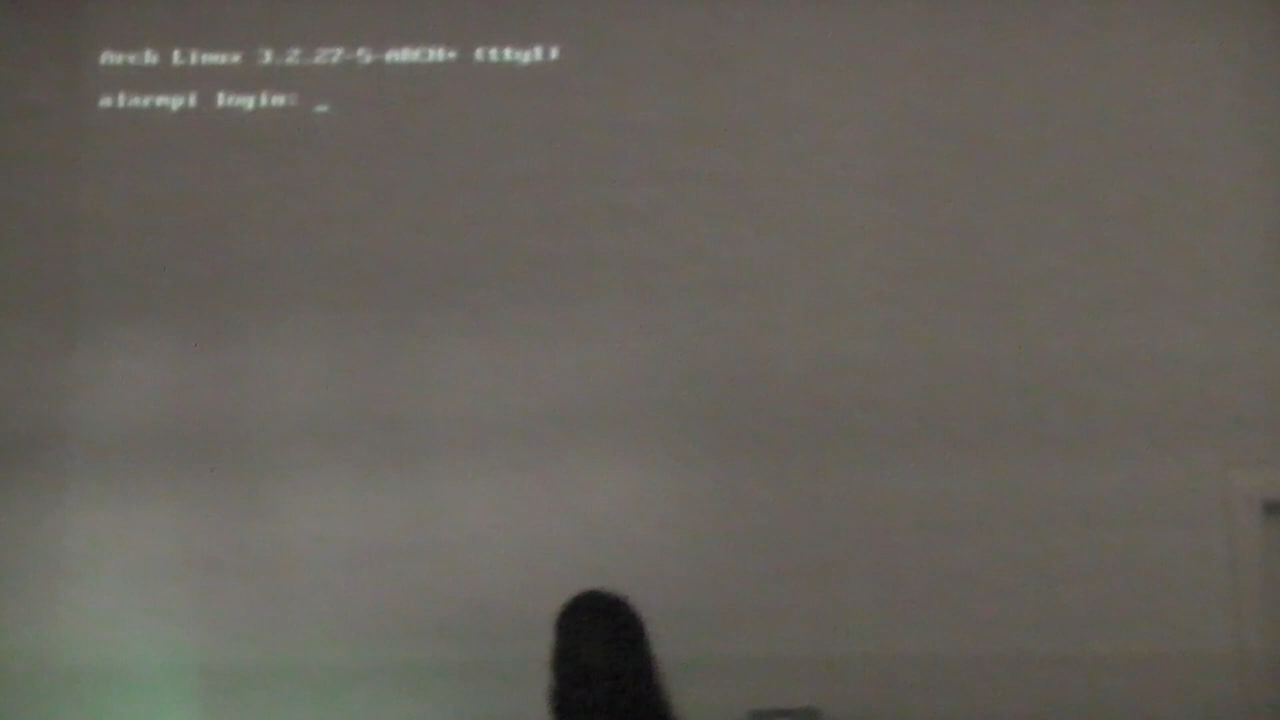 Arch Linux 3.2.27-5-ARCH+ (tty1)
alarmpi login: _